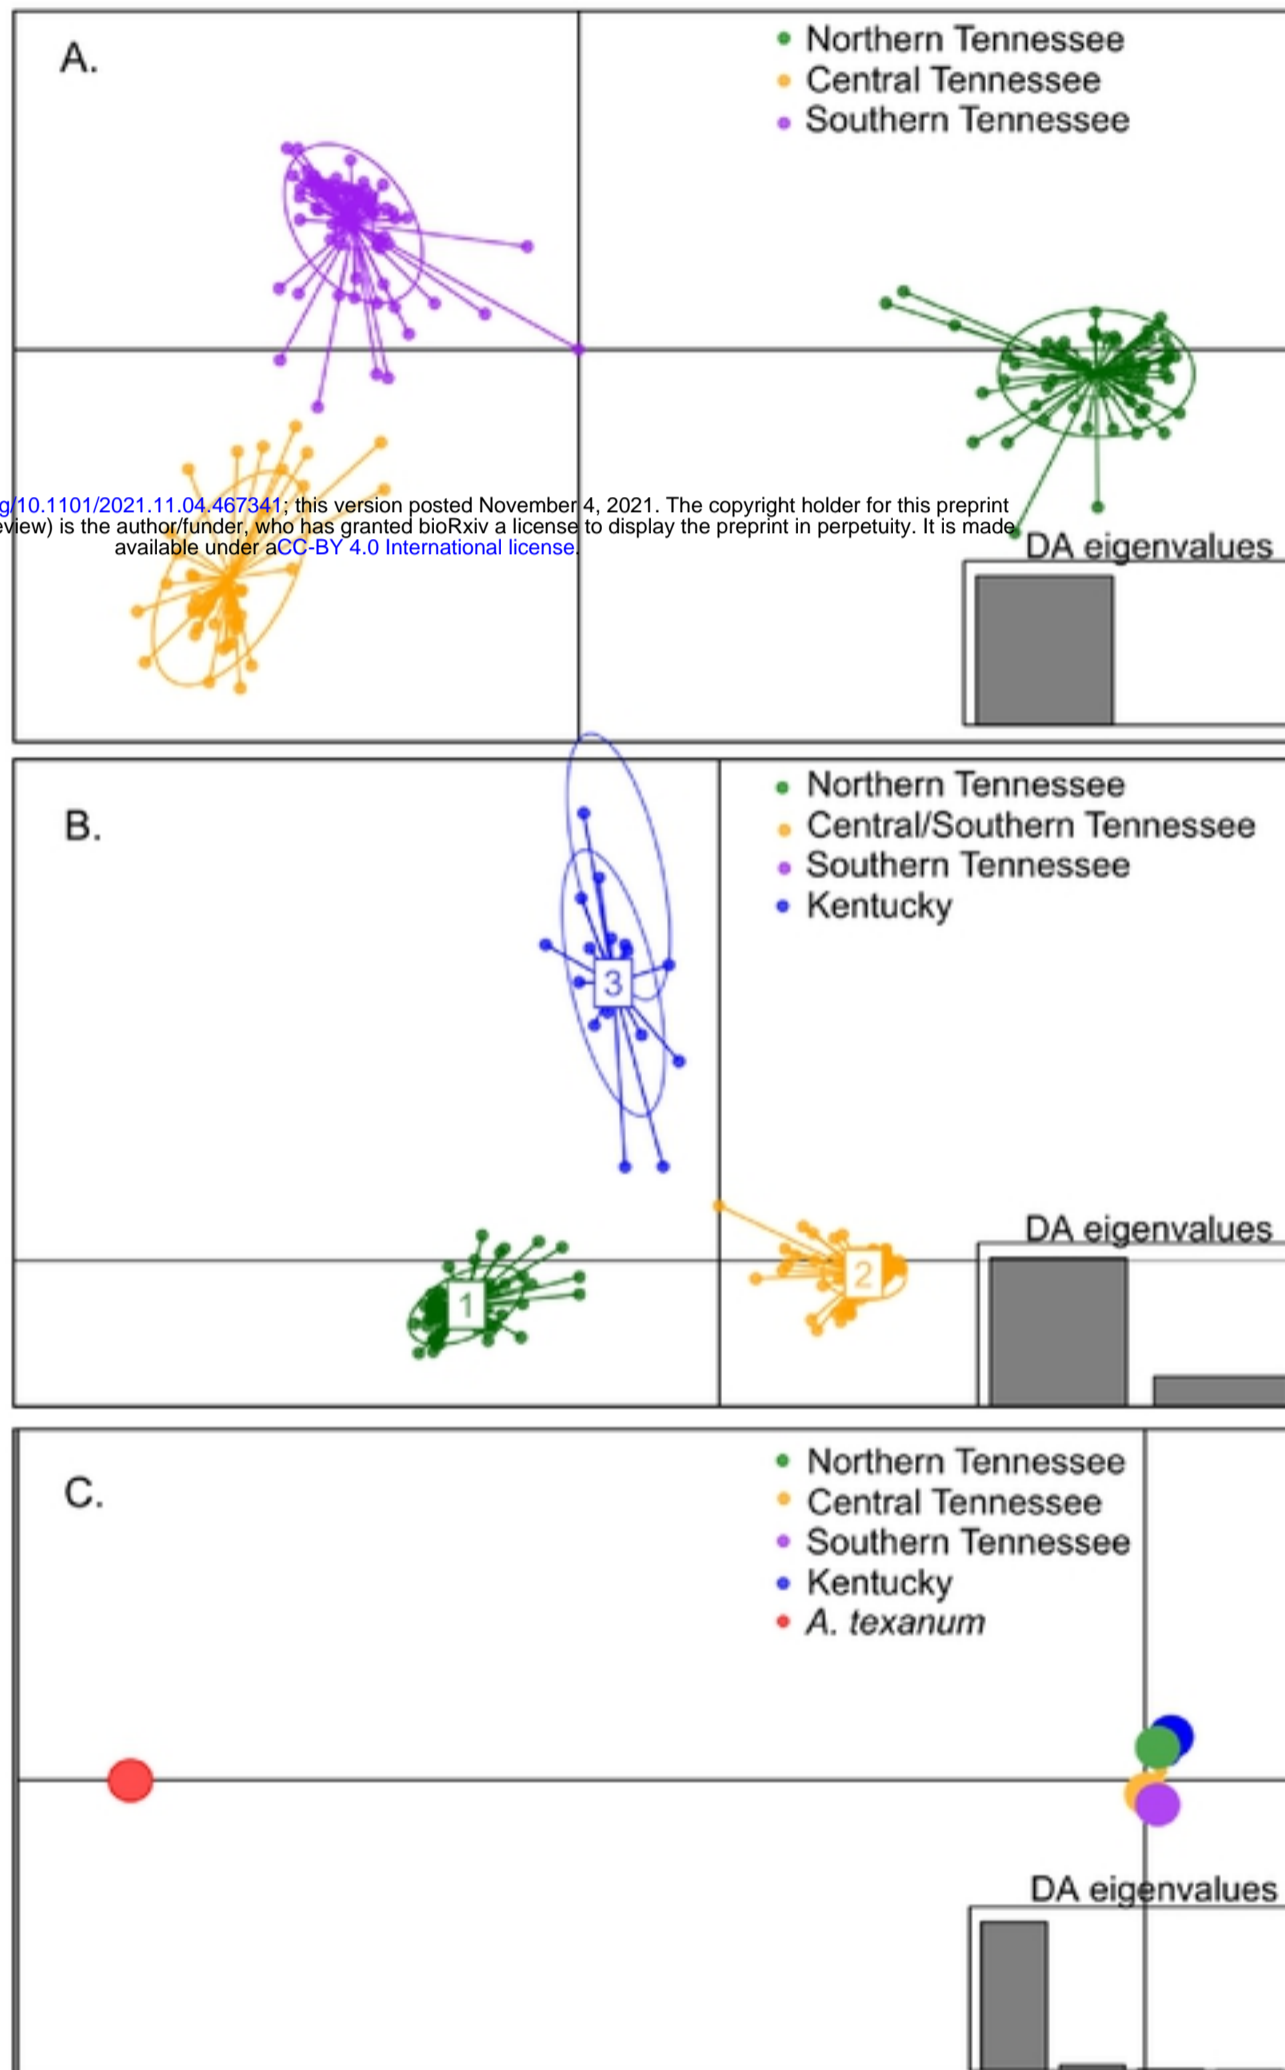 A.
Northern Tennessee
Central Tennessee
Southern Tennessee
g/10.1101/2021.11.04.467341; this version posted November 4, 2021. The copyright holder for this preprint
eview) is the author/funder, who has granted bioRxiv a license to display the preprint in perpetuity. It is made
available under aCC-BY 4.0 International license.
DA eigenvalues
B.
Northern Tennessee
Central/Southern Tennessee
Southern Tennessee
Kentucky
3
DA eigenvalues
1
2
C.
Northern Tennessee
Central Tennessee
Southern Tennessee
Kentucky
A. texanum
DA eigenvalues